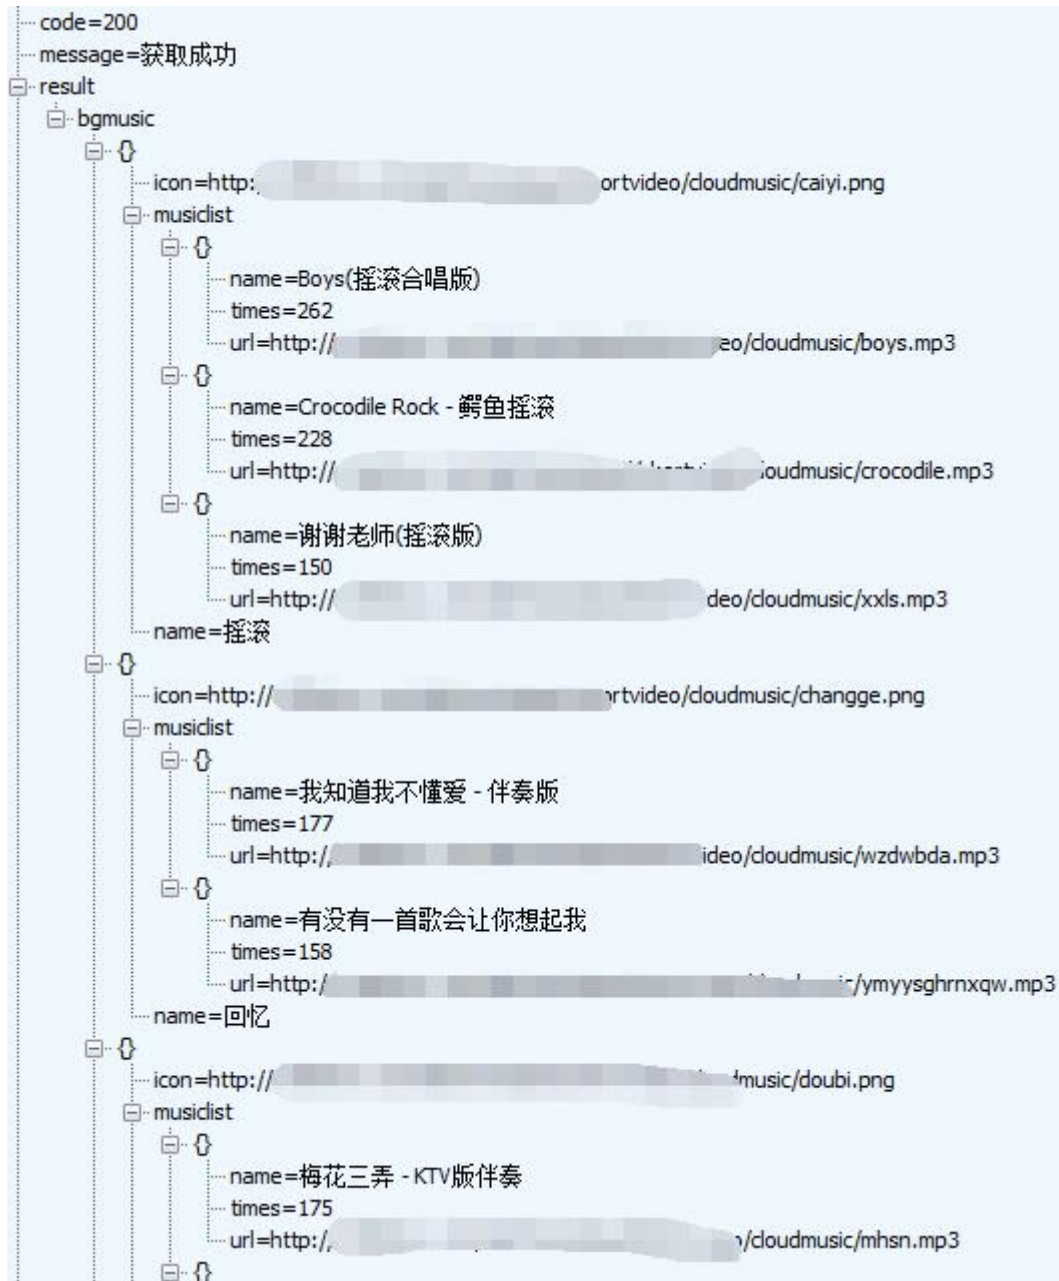 code=200
message=获取成功
result
bgmusic
{}
icon=http: ortvideo/cloudmusic/caiyi.png
musiclist
{}
name=Boys(摇滚合唱版)
times=262
url=http:// eo/cloudmusic/boys.mp3
{}
name=Crocodile Rock - 鳄鱼摇滚
times=228
url=http:// loudmusic/crocodile.mp3
{}
name=谢谢老师(摇滚版)
times=150
url=http:// deo/cloudmusic/xxls.mp3
name=摇滚
{}
icon=http:// ortvideo/cloudmusic/changge.png
musiclist
{}
name=我知道我不懂爱 - 伴奏版
times=177
url=http:/ ideo/cloudmusic/wzdwbda.mp3
{}
name=有没有一首歌会让你想起我
times=158
url=http:/ /ymyysghrnxqw.mp3
name=回忆
{}
icon=http:// music/doubi.png
musiclist
{}
name=梅花三弄 - KTV版伴奏
times=175
url=http:/ /cloudmusic/mhsn.mp3
{}